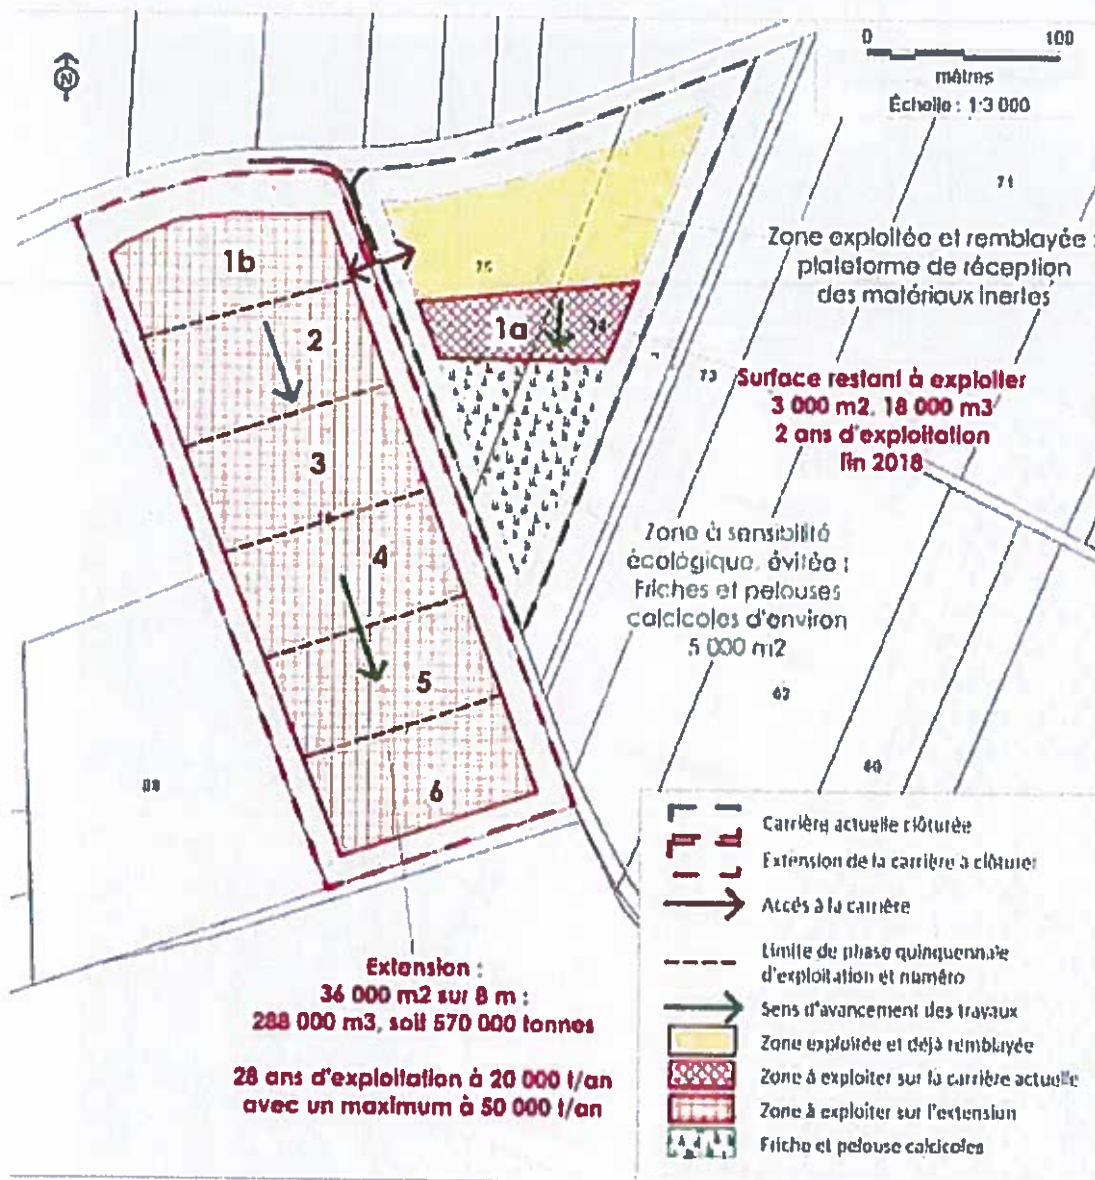 N
0 100
mètres
Échelle : 1:3 000
71
Zone exploitée et remblayée :
plateforme de réception
des matériaux inertes
1b
75
2
1a
74
73
Surface restant à exploiter
3 000 m2, 18 000 m3
2 ans d'exploitation
fin 2018
3
4
Zone à sensibilité
écologique, évitée :
Friches et pelouses
calcicoles d'environ
5 000 m2
5
6
Extension :
36 000 m2 sur 8 m :
288 000 m3, soit 570 000 tonnes
28 ans d'exploitation à 20 000 t/an
avec un maximum à 50 000 t/an
Carrière actuelle clôturée
Extension de la carrière à clôturer
Accès à la carrière
Limite de phase quinquennale
d'exploitation et numéro
Sens d'avancement des travaux
Zone exploitée et déjà remblayée
Zone à exploiter sur la carrière actuelle
Zone à exploiter sur l'extension
Friche et pelouse calcicoles